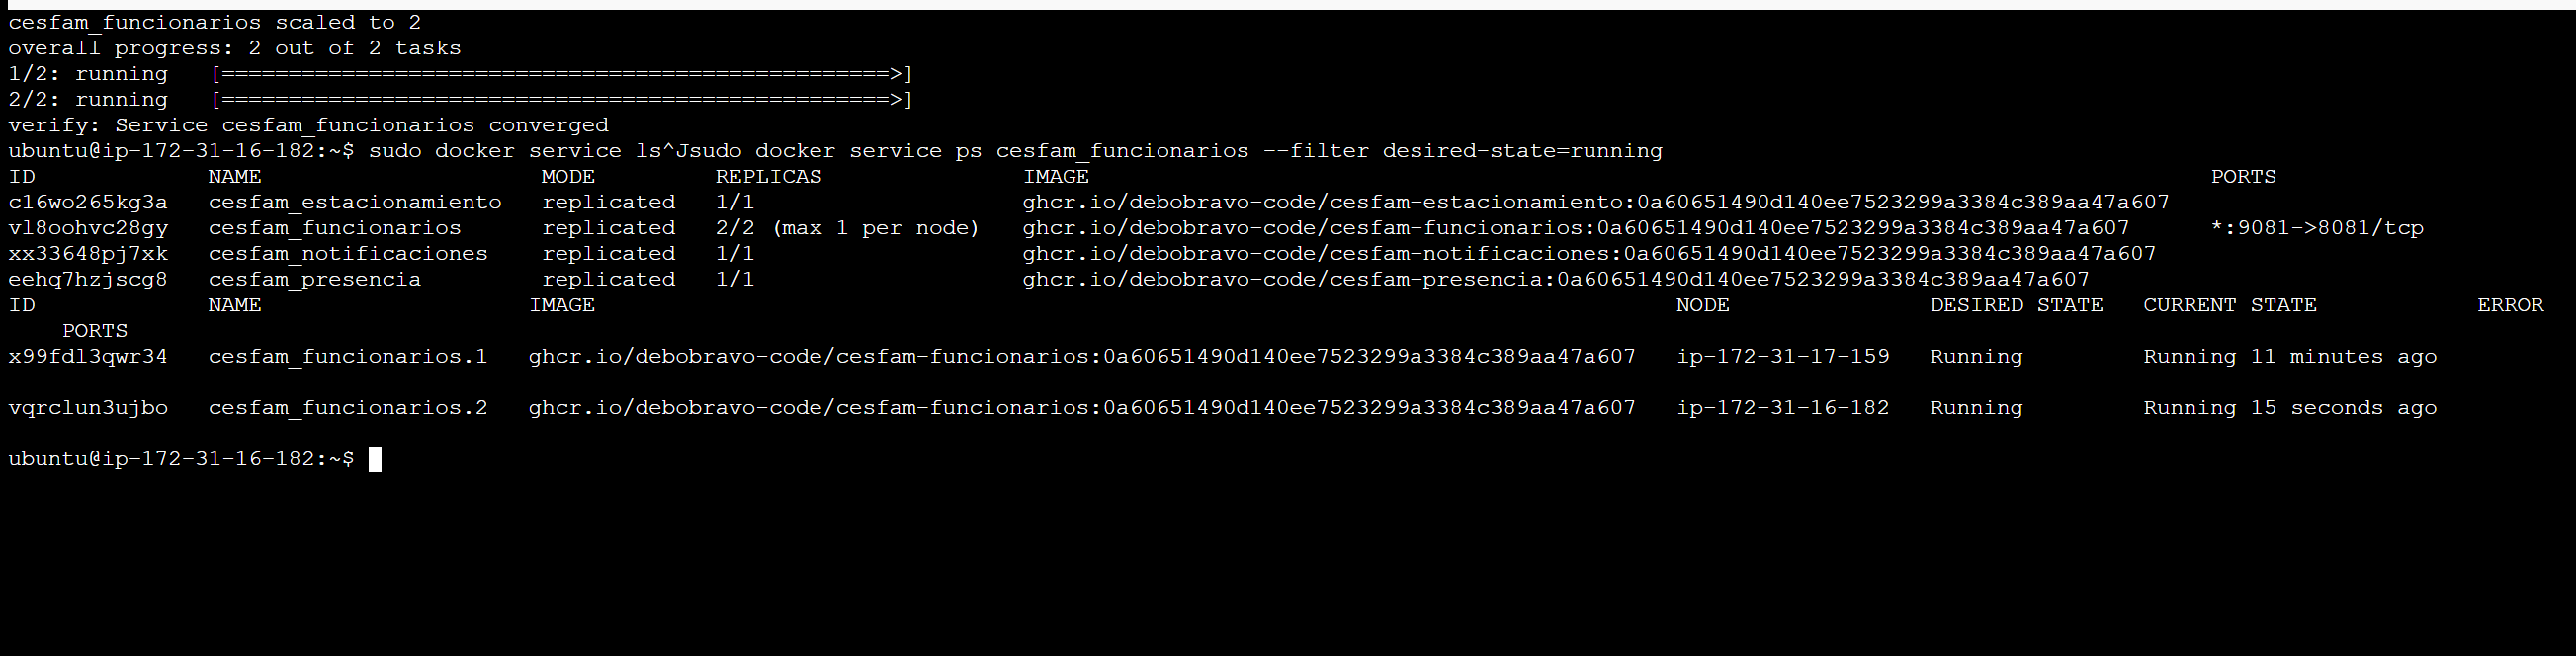 cesfam_funcionarios scaled to 2
overall progress: 2 out of 2 tasks
1/2: running   [==================================================>]
2/2: running   [==================================================>]
verify: Service cesfam_funcionarios converged
ubuntu@ip-172-31-16-182:~$ sudo docker service ls^Jsudo docker service ps cesfam_funcionarios --filter desired-state=running
ID             NAME                     MODE         REPLICAS               IMAGE                                                                                    PORTS
c16wo265kg3a   cesfam_estacionamiento   replicated   1/1                    ghcr.io/debobravo-code/cesfam-estacionamiento:0a60651490d140ee7523299a3384c389aa47a607
vl8oohvc28gy   cesfam_funcionarios      replicated   2/2 (max 1 per node)   ghcr.io/debobravo-code/cesfam-funcionarios:0a60651490d140ee7523299a3384c389aa47a607      *:9081->8081/tcp
xx33648pj7xk   cesfam_notificaciones    replicated   1/1                    ghcr.io/debobravo-code/cesfam-notificaciones:0a60651490d140ee7523299a3384c389aa47a607
eehq7hzjscg8   cesfam_presencia         replicated   1/1                    ghcr.io/debobravo-code/cesfam-presencia:0a60651490d140ee7523299a3384c389aa47a607
ID             NAME                    IMAGE                                                                                 NODE               DESIRED STATE   CURRENT STATE            ERROR
    PORTS
x99fdl3qwr34   cesfam_funcionarios.1   ghcr.io/debobravo-code/cesfam-funcionarios:0a60651490d140ee7523299a3384c389aa47a607   ip-172-31-17-159   Running         Running 11 minutes ago
vqrclun3ujbo   cesfam_funcionarios.2   ghcr.io/debobravo-code/cesfam-funcionarios:0a60651490d140ee7523299a3384c389aa47a607   ip-172-31-16-182   Running         Running 15 seconds ago
ubuntu@ip-172-31-16-182:~$